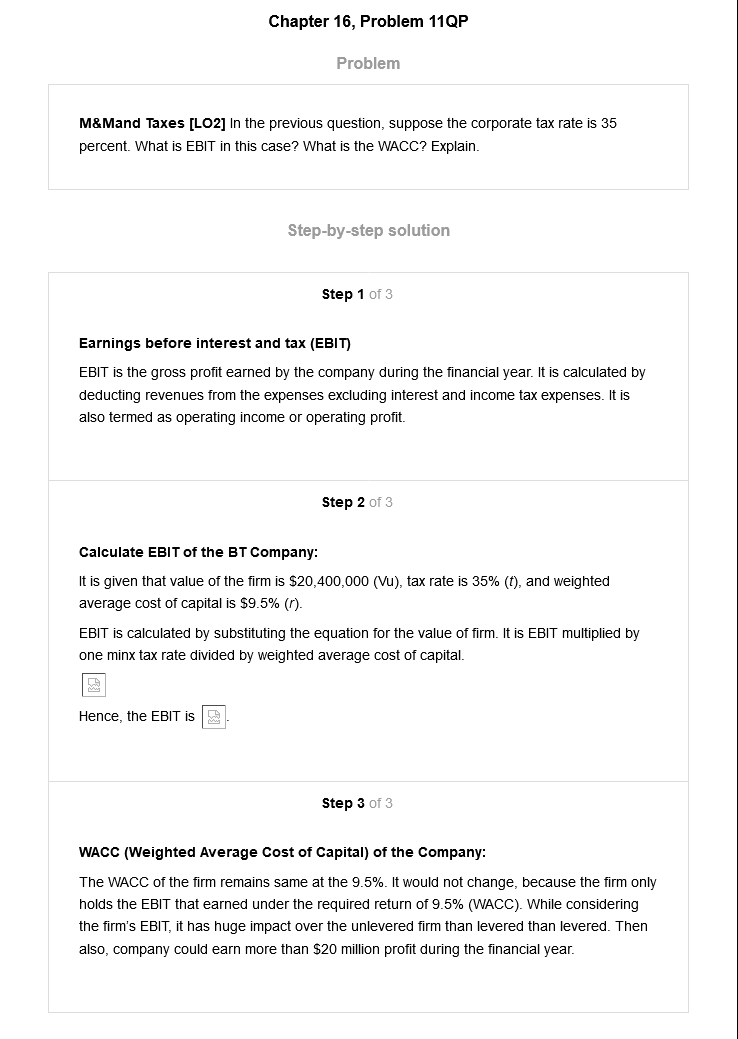 Chapter 16, Problem 11QP
Problem
M&Mand Taxes [LO2] In the previous question, suppose the corporate tax rate is 35
percent. What is EBIT in this case? What is the WACC? Explain.
Step-by-step solution
Step 1 of 3
Earnings before interest and tax (EBIT)
EBIT is the gross profit earned by the company during the financial year. It is calculated by
deducting revenues from the expenses excluding interest and income tax expenses. It is
also termed as operating income or operating profit.
Step 2 of 3
Calculate EBIT of the BT Company:
It is given that value of the firm is $20,400,000 (Vu), tax rate is 35% (t), and weighted
average cost of capital is $9.5% (r).
EBIT is calculated by substituting the equation for the value of firm. It is EBIT multiplied by
one minx tax rate divided by weighted average cost of capital.
Hence, the EBIT is .
Step 3 of 3
WACC (Weighted Average Cost of Capital) of the Company:
The WACC of the firm remains same at the 9.5%. It would not change, because the firm only
holds the EBIT that earned under the required return of 9.5% (WACC). While considering
the firm's EBIT, it has huge impact over the unlevered firm than levered than levered. Then
also, company could earn more than $20 million profit during the financial year.